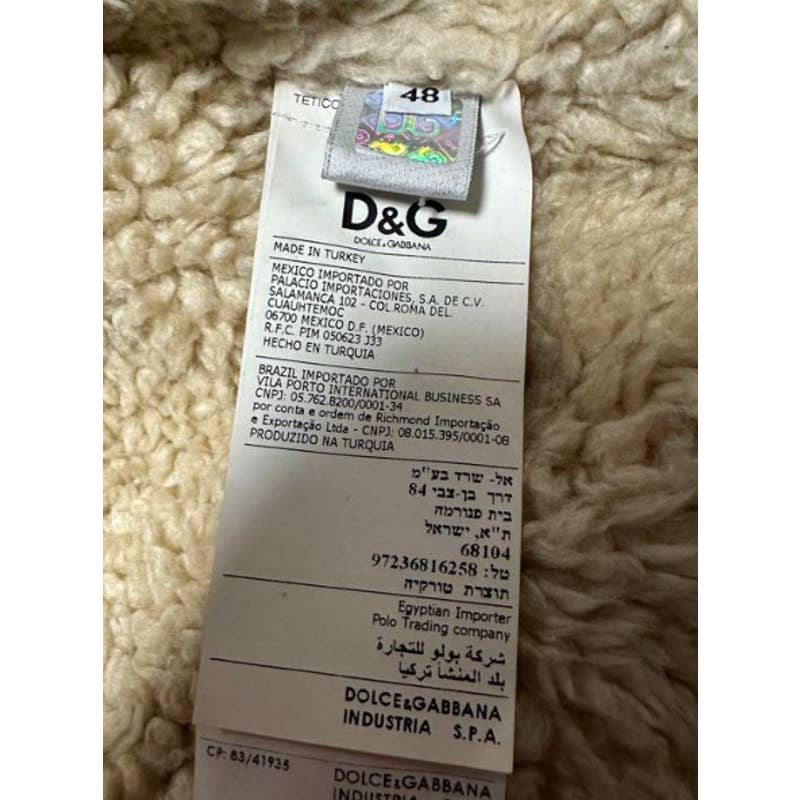 48
D&G
DOLCE & GABBANA
MADE IN TURKEY
MEXICO IMPORTADO POR
PALACIO IMPORTACIONES, S.A. DE C.V.
SALAMANCA 102 - COL.ROMA DEL.
CUAUHTEMOC
06700 MEXICO D.F. (MEXICO)
R.F.C. PIM 050623 J33
HECHO EN TURQUIA
BRAZIL IMPORTADO POR
VILA PORTO INTERNATIONAL BUSINESS SA
CNPJ: 05.762.8200/0001-34
por conta e ordem de Richmond Importação
e Exportação Ltda - CNPJ: 08.015.395/0001-08
PRODUZIDO NA TURQUIA
אל- שרד בע"מ
דרך בן-צבי 84
בית פנורמה
ת"א, ישראל
68104
טל: 97236816258
תוצרת טורקיה
Egyptian Importer
Polo Trading company
شركة بولو للتجارة
بلد المنشأ تركيا
DOLCE&GABBANA
INDUSTRIA S.P.A.
CP: 83/41935
DOLCE&GABBANA